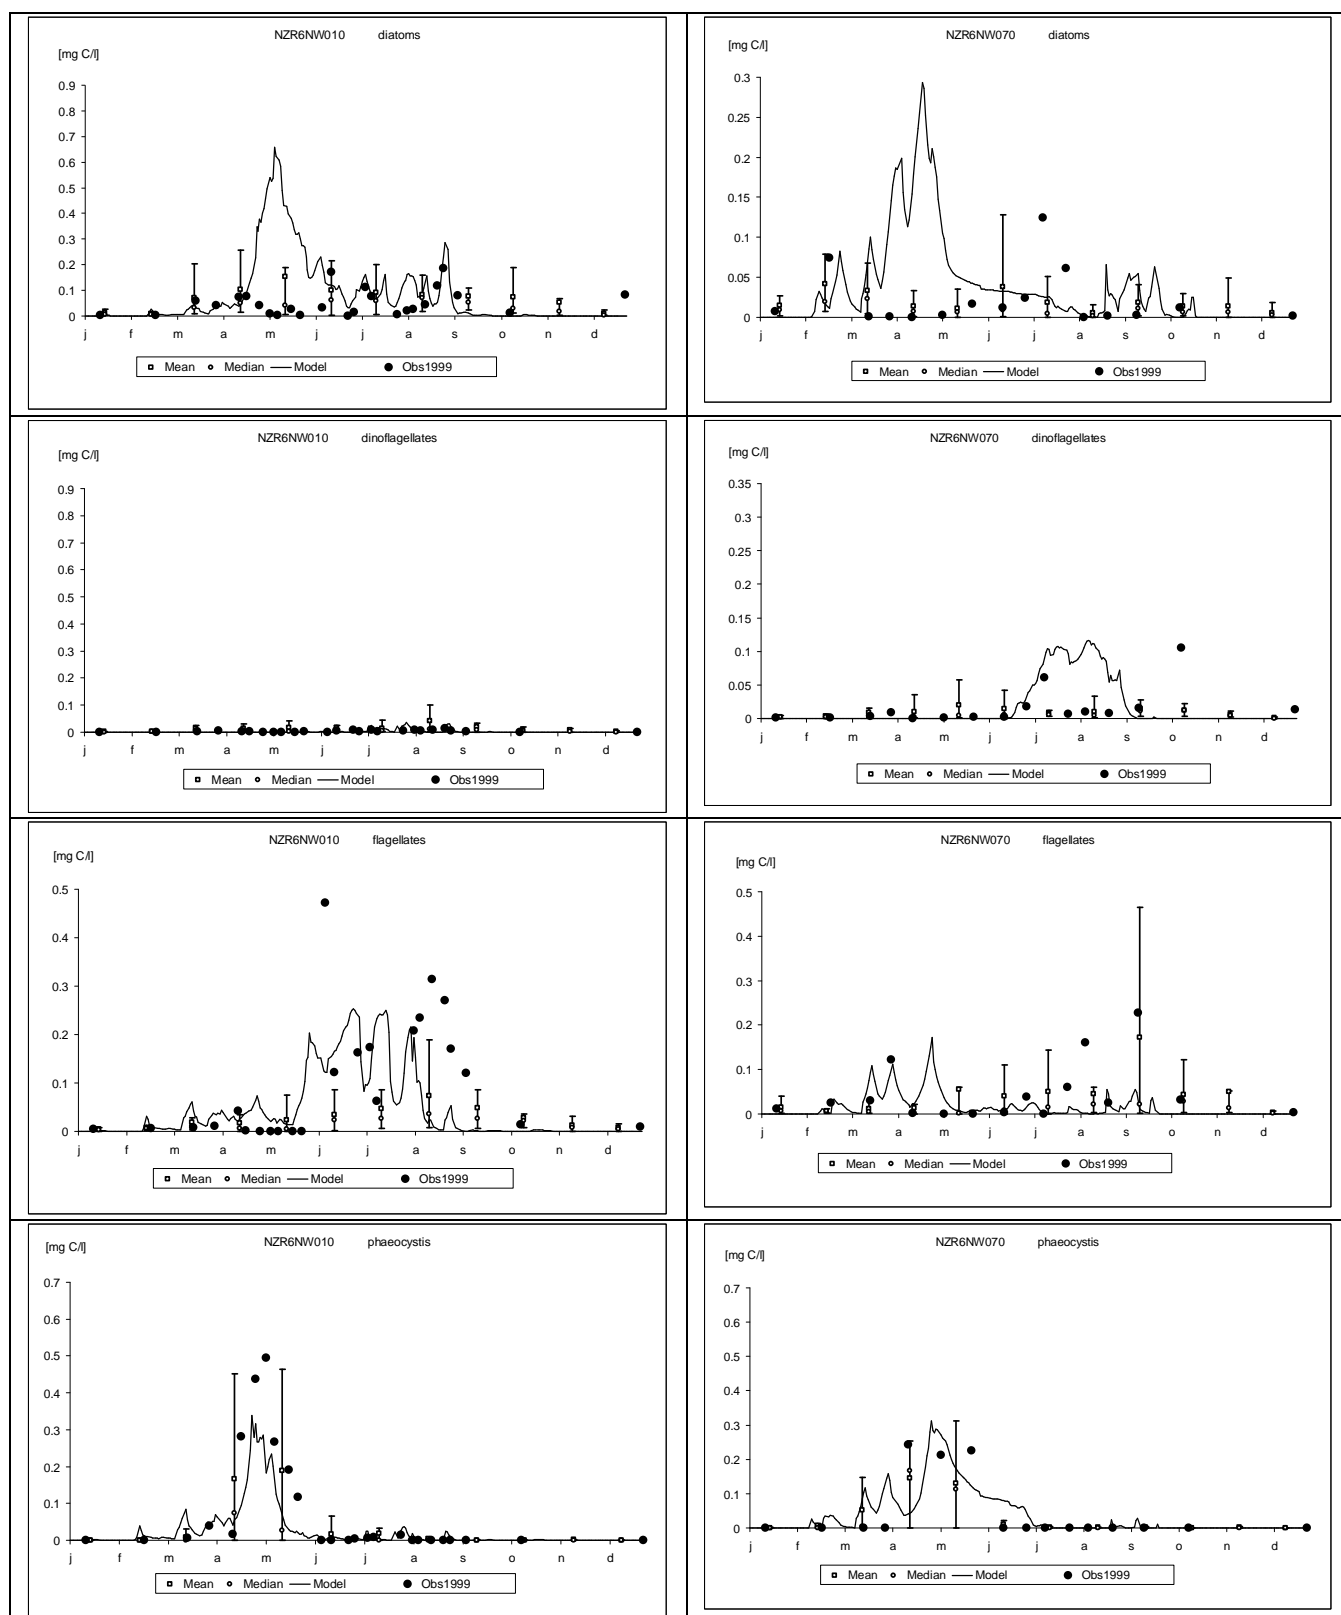 NZR6NW010 diatoms
[mg C/l]
0.9
0.8
0.7
0.6
0.5
0.4
0.3
0.2
0.1
0
j f m a m j j a s o n d
Mean Median Model Obs1999
NZR6NW070 diatoms
[mg C/l]
0.3
0.25
0.2
0.15
0.1
0.05
0
j f m a m j j a s o n d
Mean Median Model Obs1999
NZR6NW010 dinoflagellates
[mg C/l]
0.9
0.8
0.7
0.6
0.5
0.4
0.3
0.2
0.1
0
j f m a m j j a s o n d
Mean Median Model Obs1999
NZR6NW070 dinoflagellates
[mg C/l]
0.35
0.3
0.25
0.2
0.15
0.1
0.05
0
j f m a m j j a s o n d
Mean Median Model Obs1999
NZR6NW010 flagellates
[mg C/l]
0.5
0.4
0.3
0.2
0.1
0
j f m a m j j a s o n d
Mean Median Model Obs1999
NZR6NW070 flagellates
[mg C/l]
0.5
0.4
0.3
0.2
0.1
0
j f m a m j j a s o n d
Mean Median Model Obs1999
NZR6NW010 phaeocystis
[mg C/l]
0.7
0.6
0.5
0.4
0.3
0.2
0.1
0
j f m a m j j a s o n d
Mean Median Model Obs1999
NZR6NW070 phaeocystis
[mg C/l]
0.7
0.6
0.5
0.4
0.3
0.2
0.1
0
j f m a m j j a s o n d
Mean Median Model Obs1999